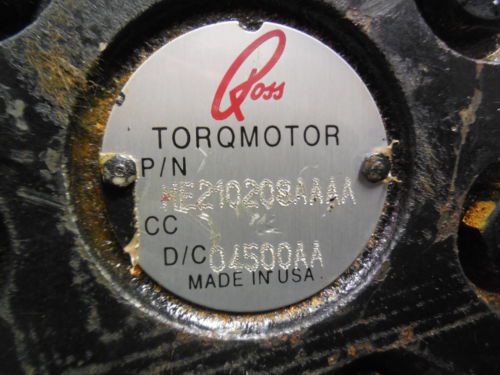 Ross
TORQMOTOR
P/N
ME210208AAAA
CC
D/C 04500AA
MADE IN USA